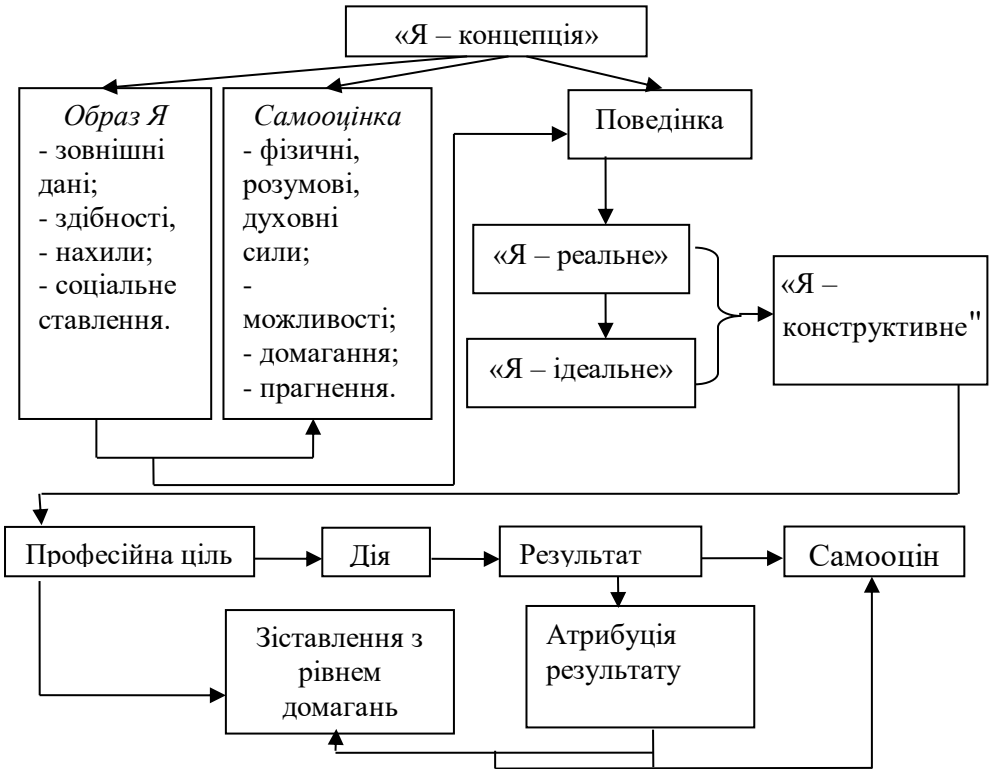 «Я – концепція»
Образ Я
- зовнішні
дані;
- здібності,
- нахили;
- соціальне
ставлення.
Самооцінка
- фізичні,
розумові,
духовні
сили;
-
можливості;
- домагання;
- прагнення.
Поведінка
«Я – реальне»
«Я – ідеальне»
«Я –
конструктивне"
Професійна ціль
Дія
Результат
Самооцін
Зіставлення з
рівнем
домагань
Атрибуція
результату